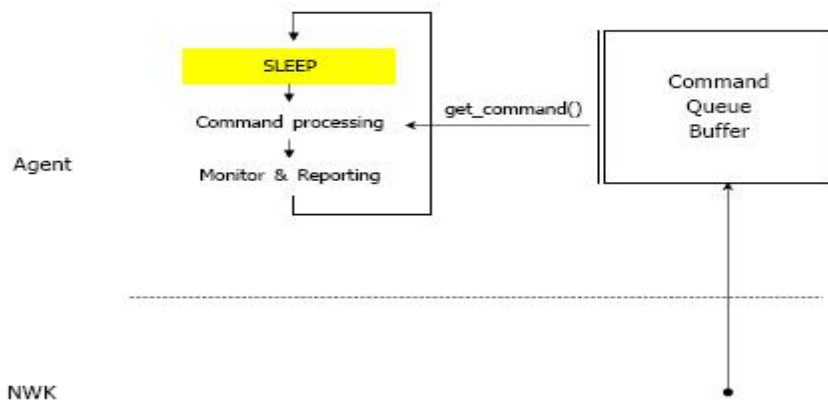 SLEEP
Command processing
Monitor & Reporting
get_command()
Command
Queue
Buffer
Agent
NWK